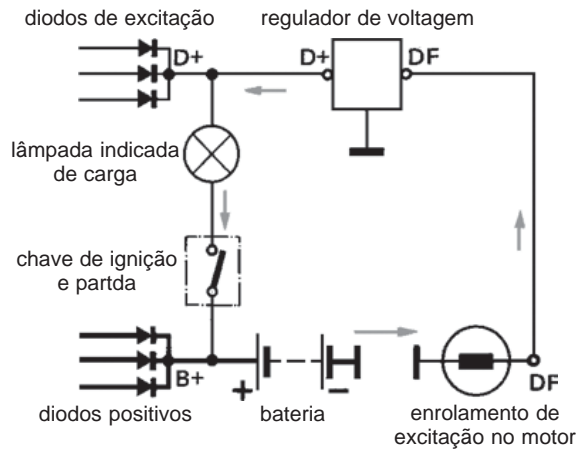 diodos de excitação
regulador de voltagem
D+
D+
DF
lâmpada indicada
de carga
chave de ignição
e partda
B+
+
−
DF
diodos positivos
bateria
enrolamento de
excitação no motor